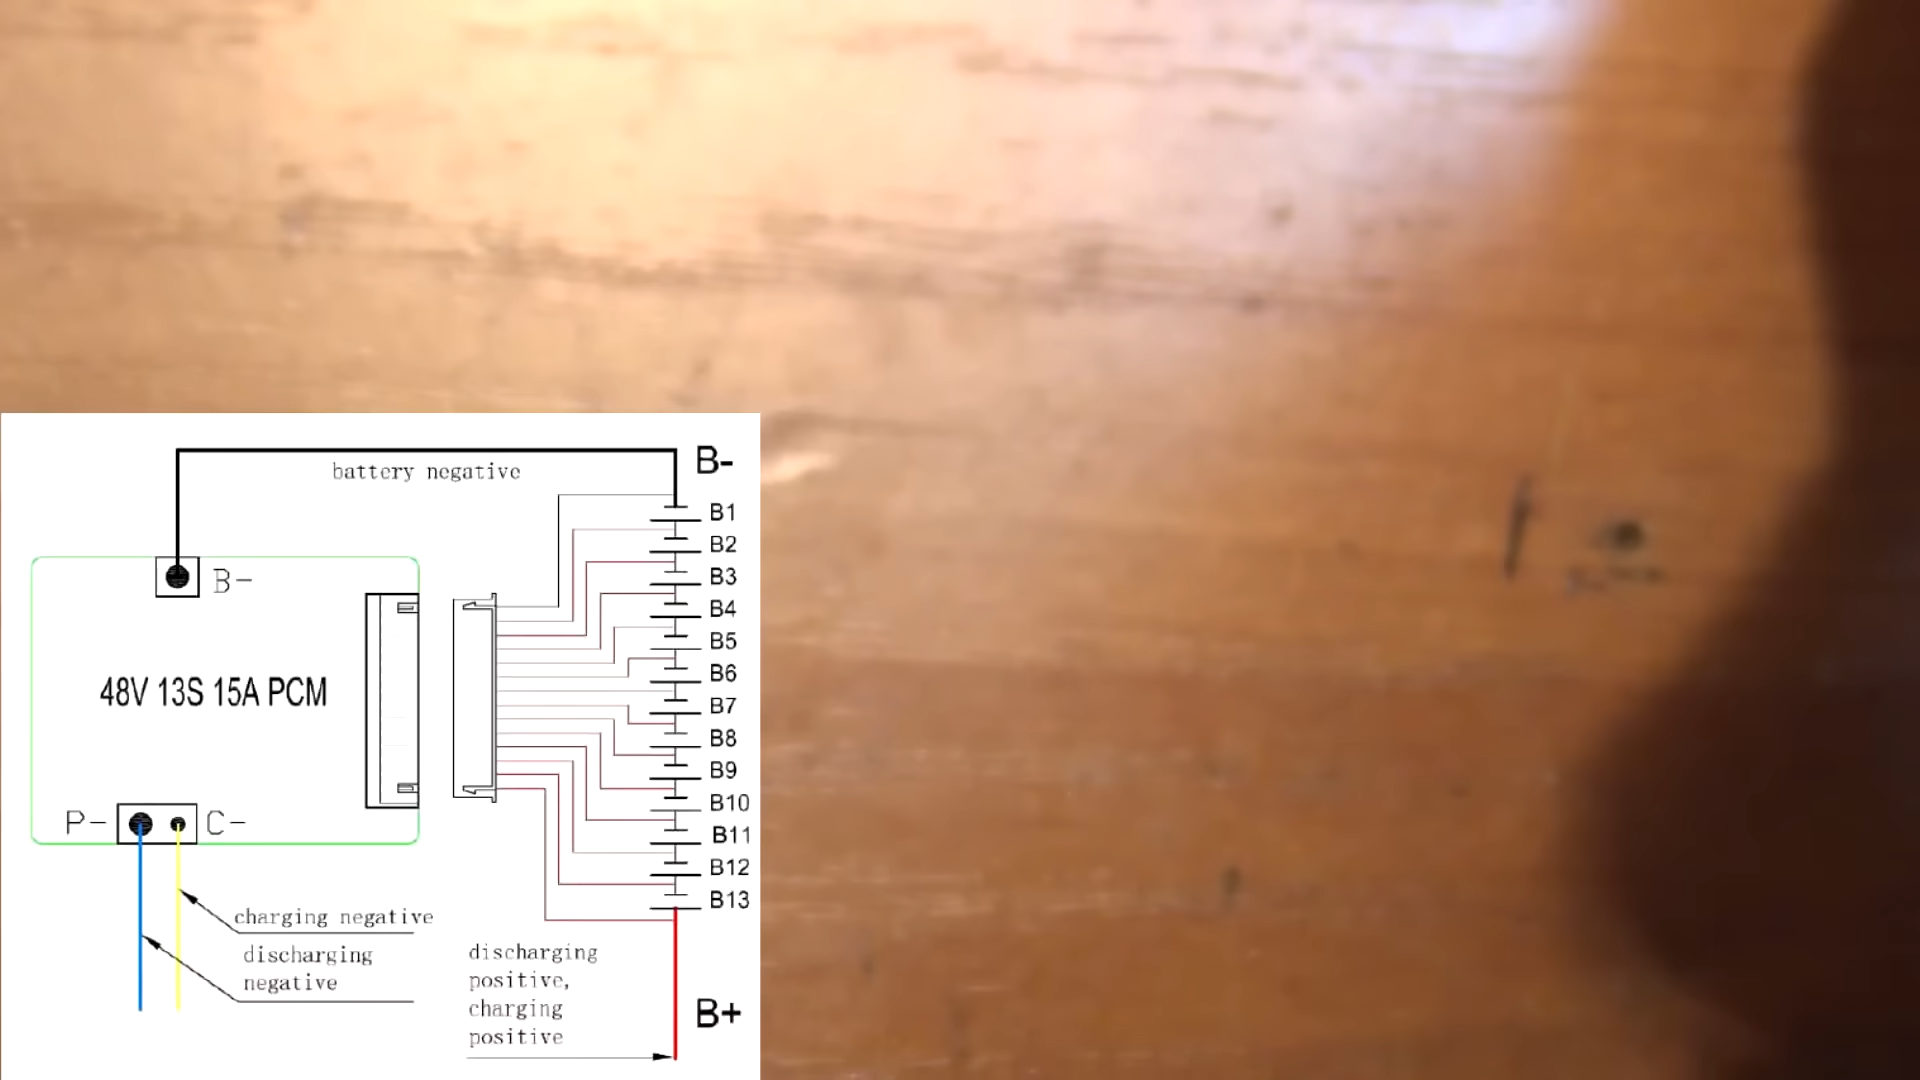 B-
battery negative
B1
B2
B3
B4
B5
B6
B7
B8
B9
B10
B11
B12
B13
B-
48V 13S 15A PCM
P-
C-
charging negative
discharging
negative
discharging
positive,
charging
positive
B+